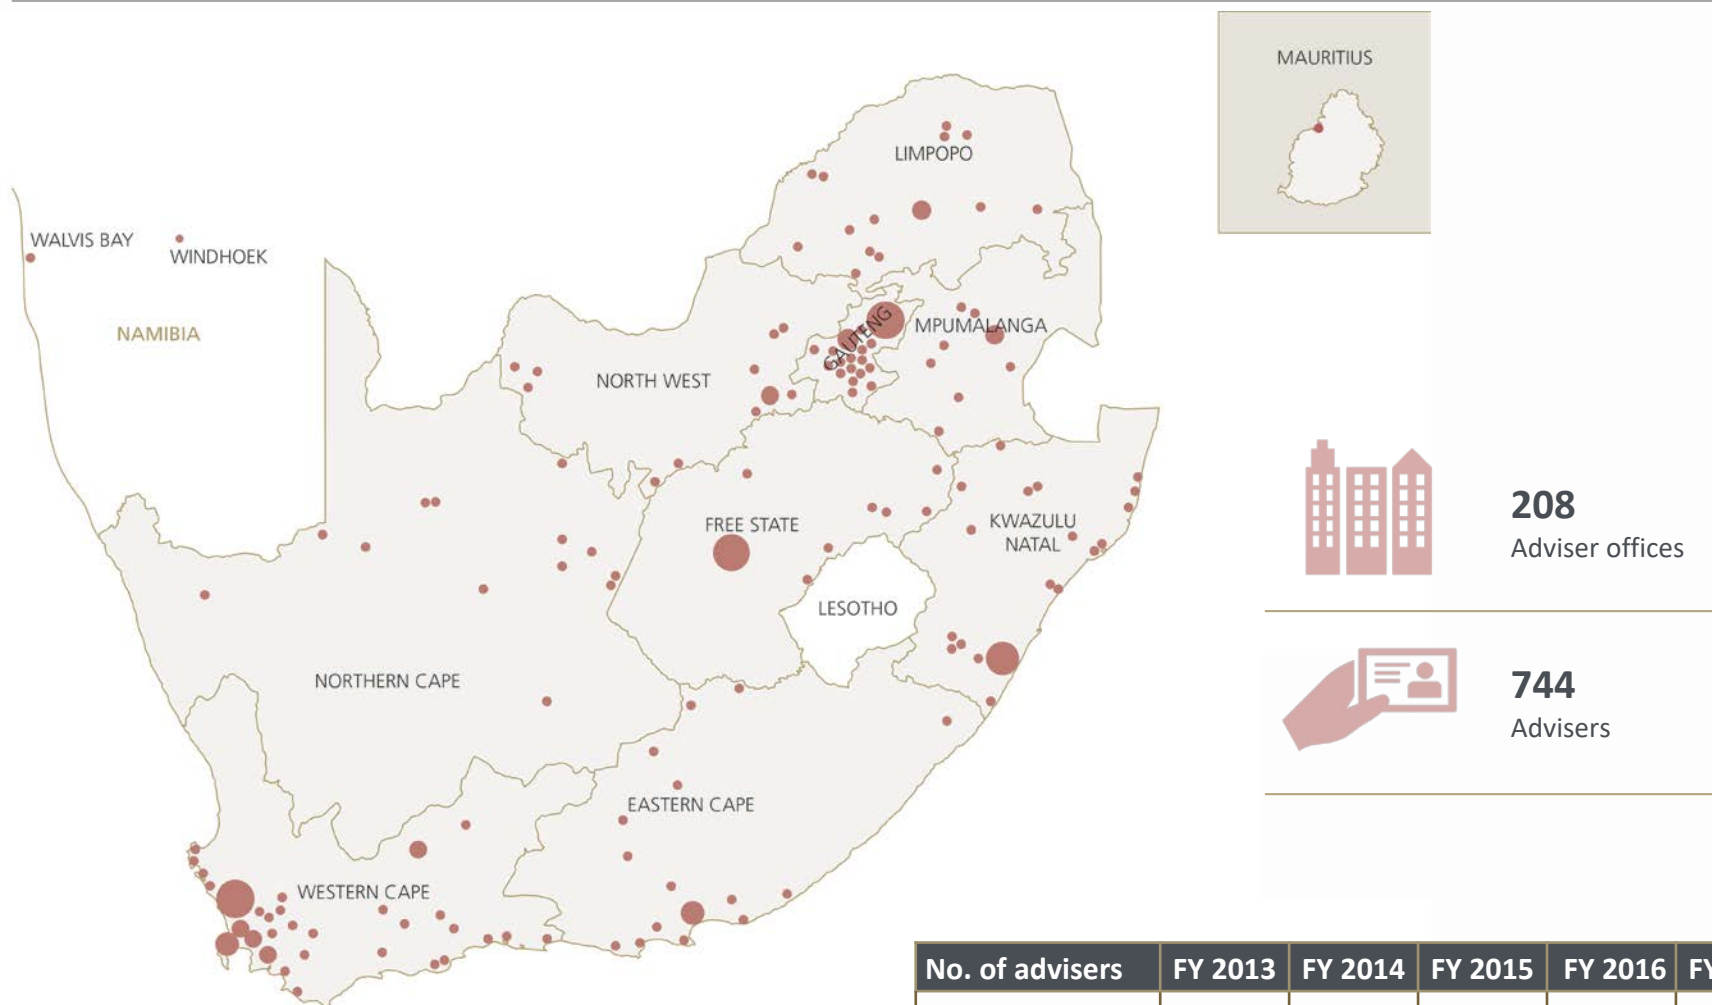 MAURITIUS
LIMPOPO
WALVIS BAY
WINDHOEK
NAMIBIA
GAUTENG
MPUMALANGA
NORTH WEST
FREE STATE
KWAZULU
NATAL
208
Adviser offices
LESOTHO
NORTHERN CAPE
744
Advisers
EASTERN CAPE
WESTERN CAPE
No. of advisers FY 2013 FY 2014 FY 2015 FY 2016 FY